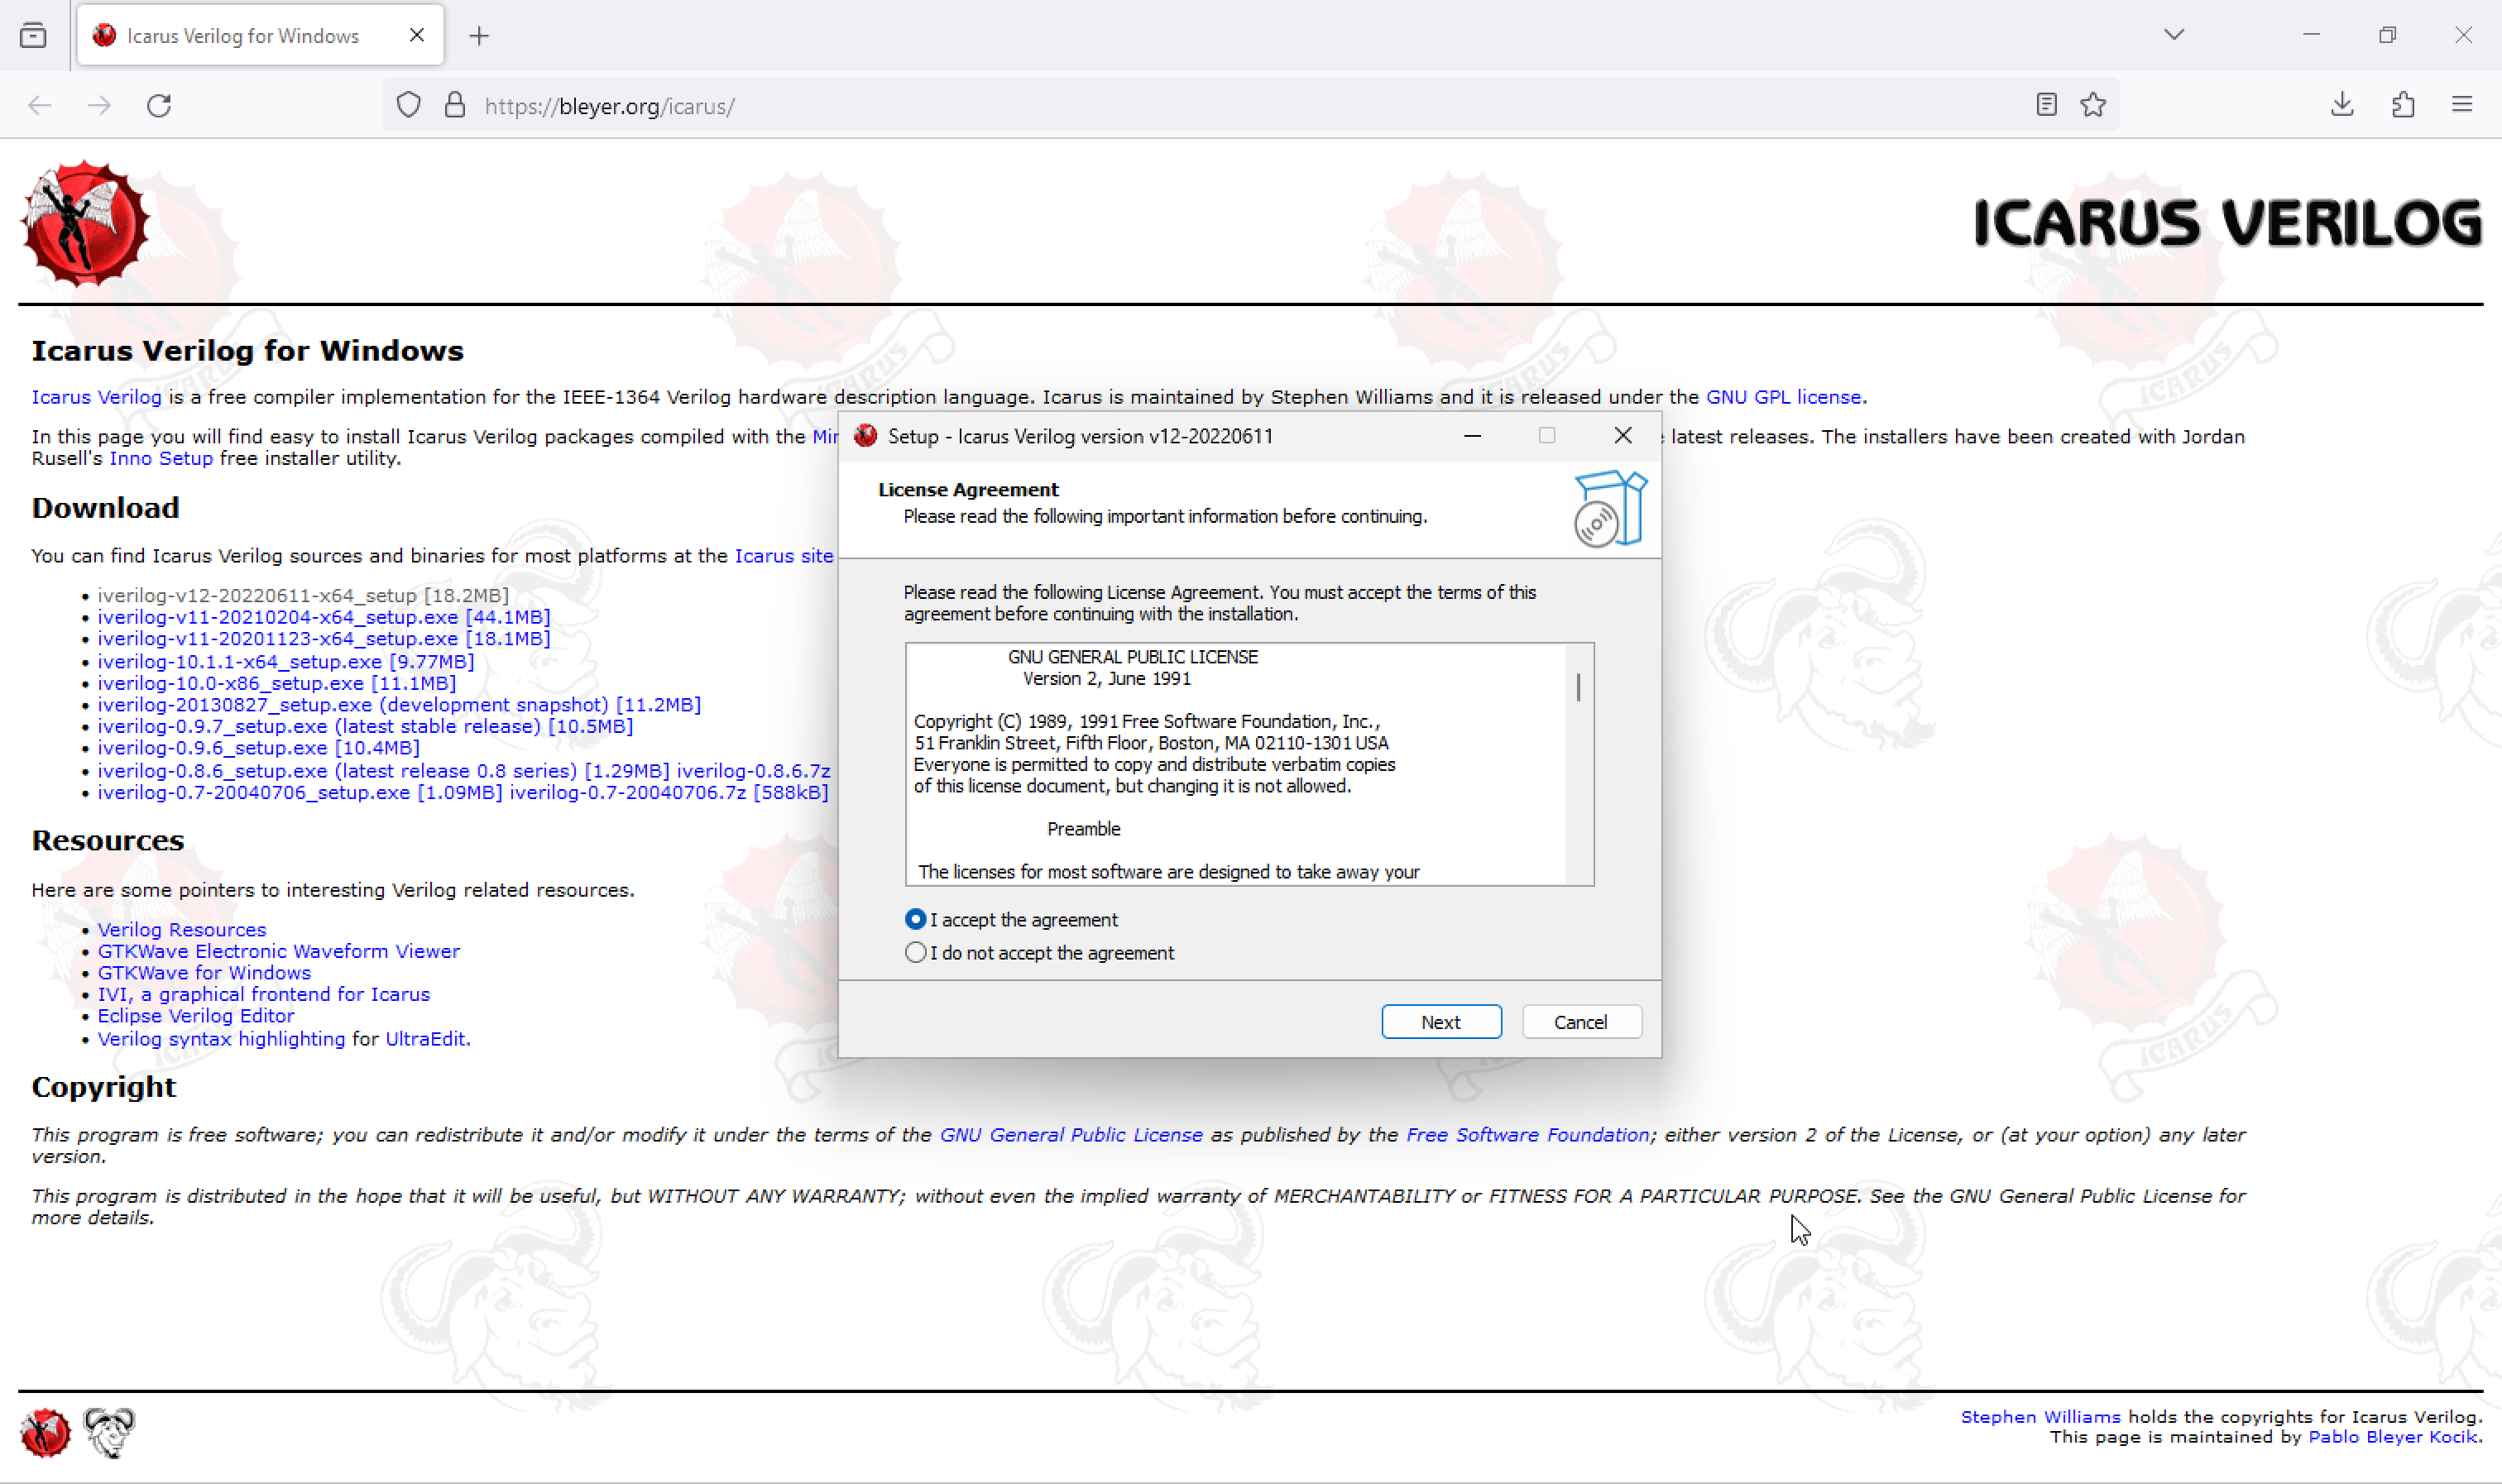 Icarus Verilog for Windows
https://bleyer.org/icarus/
ICARUS VERILOG
Icarus Verilog for Windows
Icarus Verilog is a free compiler implementation for the IEEE-1364 Verilog hardware description language. Icarus is maintained by Stephen Williams and it is released under the GNU GPL license.
In this page you will find easy to install Icarus Verilog packages compiled with the latest releases. The installers have been created with Jordan
Rusell's Inno Setup free installer utility.
Download
You can find Icarus Verilog sources and binaries for most platforms at the Icarus site
iverilog-v12-20220611-x64_setup [18.2MB]
iverilog-v11-20210204-x64_setup.exe [44.1MB]
iverilog-v11-20201123-x64_setup.exe [18.1MB]
iverilog-10.1.1-x64_setup.exe [9.77MB]
iverilog-10.0-x86_setup.exe [11.1MB]
iverilog-20130827_setup.exe (development snapshot) [11.2MB]
iverilog-0.9.7_setup.exe (latest stable release) [10.5MB]
iverilog-0.9.6_setup.exe [10.4MB]
iverilog-0.8.6_setup.exe (latest release 0.8 series) [1.29MB] iverilog-0.8.6.7z
iverilog-0.7-20040706_setup.exe [1.09MB] iverilog-0.7-20040706.7z [588kB]
Resources
Here are some pointers to interesting Verilog related resources.
Verilog Resources
GTKWave Electronic Waveform Viewer
GTKWave for Windows
IVI, a graphical frontend for Icarus
Eclipse Verilog Editor
Verilog syntax highlighting for UltraEdit.
Setup - Icarus Verilog version v12-20220611
License Agreement
Please read the following important information before continuing.
Please read the following License Agreement. You must accept the terms of this
agreement before continuing with the installation.
GNU GENERAL PUBLIC LICENSE
Version 2, June 1991
Copyright (C) 1989, 1991 Free Software Foundation, Inc.,
51 Franklin Street, Fifth Floor, Boston, MA 02110-1301 USA
Everyone is permitted to copy and distribute verbatim copies
of this license document, but changing it is not allowed.
Preamble
The licenses for most software are designed to take away your
I accept the agreement
I do not accept the agreement
Next Cancel
Copyright
This program is free software; you can redistribute it and/or modify it under the terms of the GNU General Public License as published by the Free Software Foundation; either version 2 of the License, or (at your option) any later
version.
This program is distributed in the hope that it will be useful, but WITHOUT ANY WARRANTY; without even the implied warranty of MERCHANTABILITY or FITNESS FOR A PARTICULAR PURPOSE. See the GNU General Public License for
more details.
Stephen Williams holds the copyrights for Icarus Verilog.
This page is maintained by Pablo Bleyer Kocik.